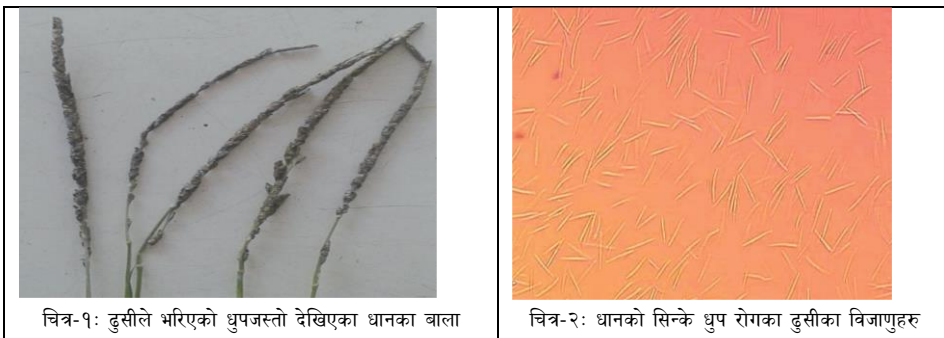 चित्र-१: ढुसीले भरिएको धुपजस्तो देखिएका धानका बाला
चित्र-२: धानको सिन्के धुप रोगका ढुसीका विजाणुहरु